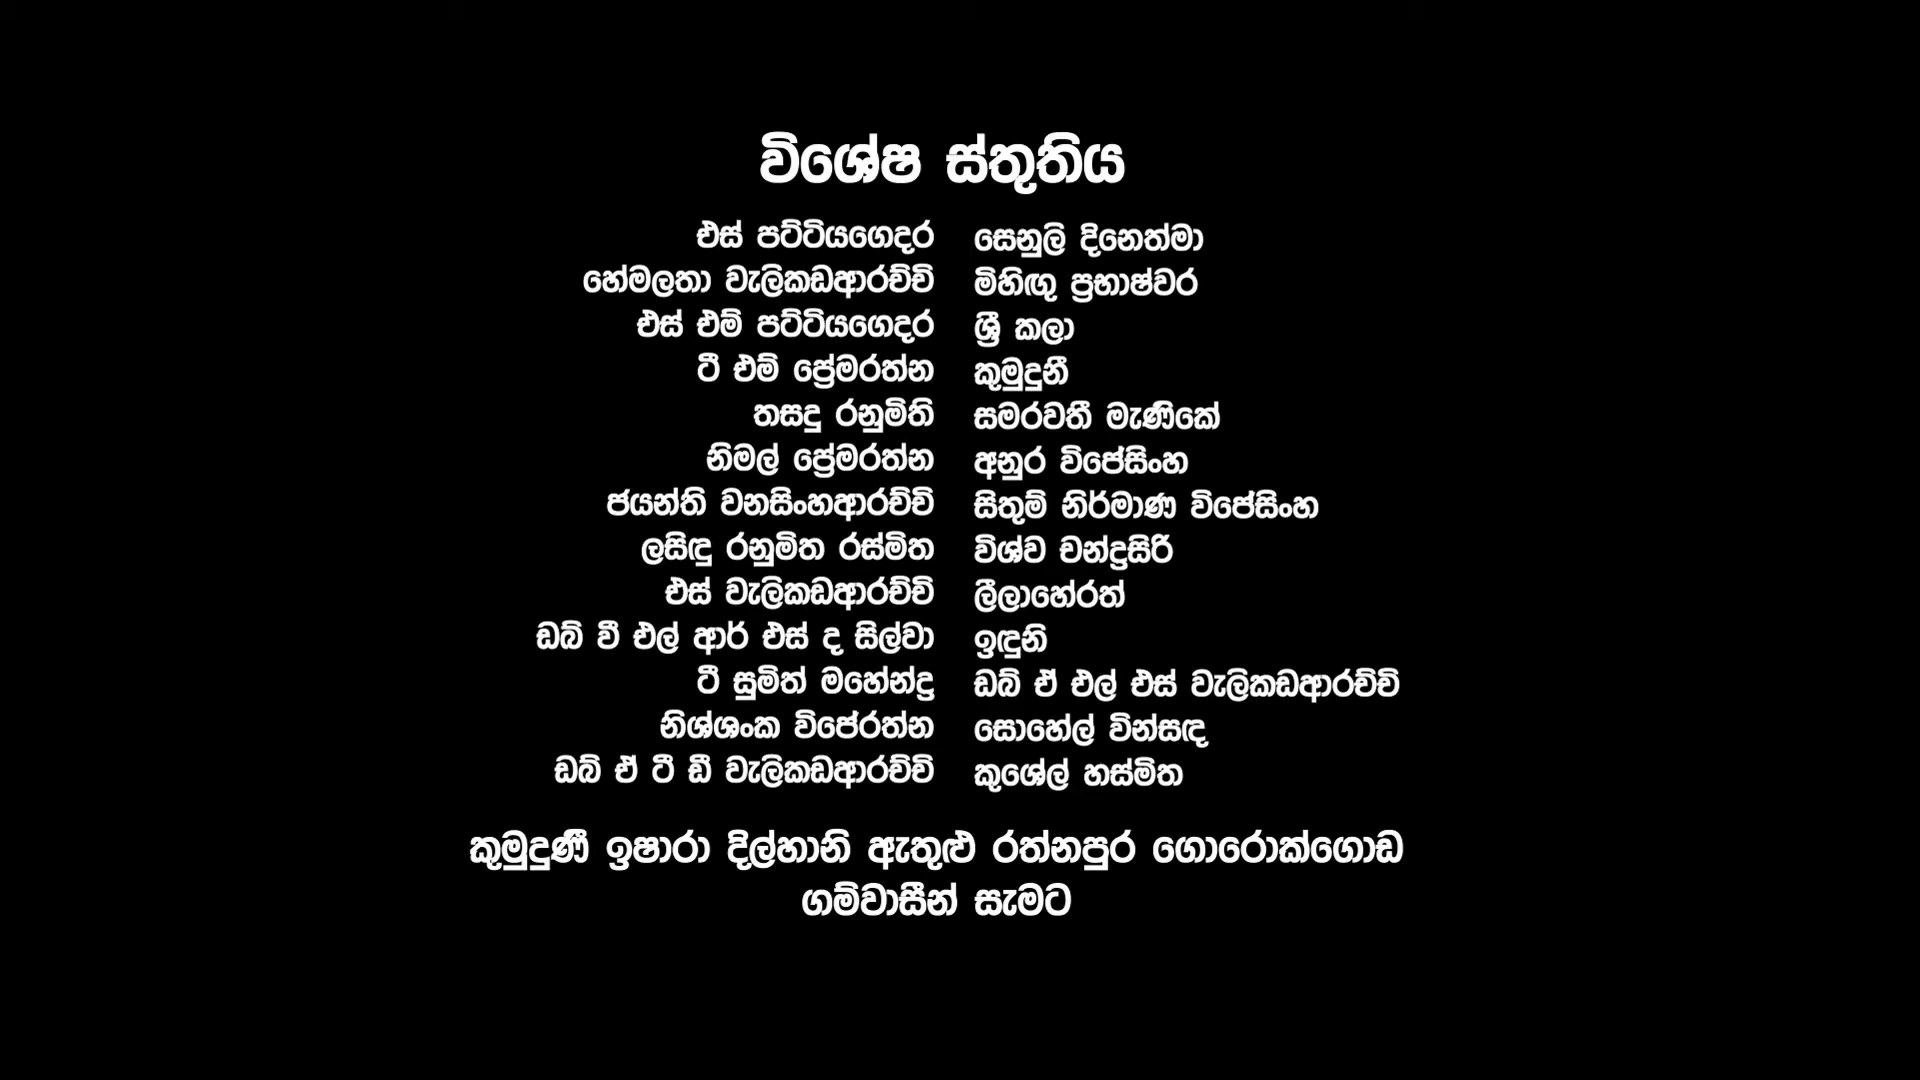 විශේෂ ස්තුතිය
එස් පට්ටියගෙදර
හේමලතා වැලිකඩආරච්චි
එස් එම් පට්ටියගෙදර
ටී එම් ප්‍රේමරත්න
තසදු රනුමිති
නිමල් ප්‍රේමරත්න
ජයන්ති වනසිංහආරච්චි
ලසිඳු රනුමිත රස්මිත
එස් වැලිකඩආරච්චි
ඩබ් වී එල් ආර් එස් ද සිල්වා
ටී සුමිත් මහේන්ද්‍ර
නිශ්ශංක විජේරත්න
ඩබ් ඒ ටී ඩී වැලිකඩආරච්චි
සෙනුලි දිනෙත්මා
මිහිඟු ප්‍රභාෂ්වර
ශ්‍රී කලා
කුමුදුනී
සමරවතී මැණිකේ
අනුර විජේසිංහ
සිතුම් නිර්මාණ විජේසිංහ
විශ්ව චන්ද්‍රසිරි
ලීලාහේරත්
ඉඳුනි
ඩබ් ඒ එල් එස් වැලිකඩආරච්චි
සොහේල් වින්සඳ
කුශේල් හස්මිත
කුමුදුණී ඉෂාරා දිල්හානි ඇතුළු රත්නපුර ගොරොක්ගොඩ
ගම්වාසීන් සැමට